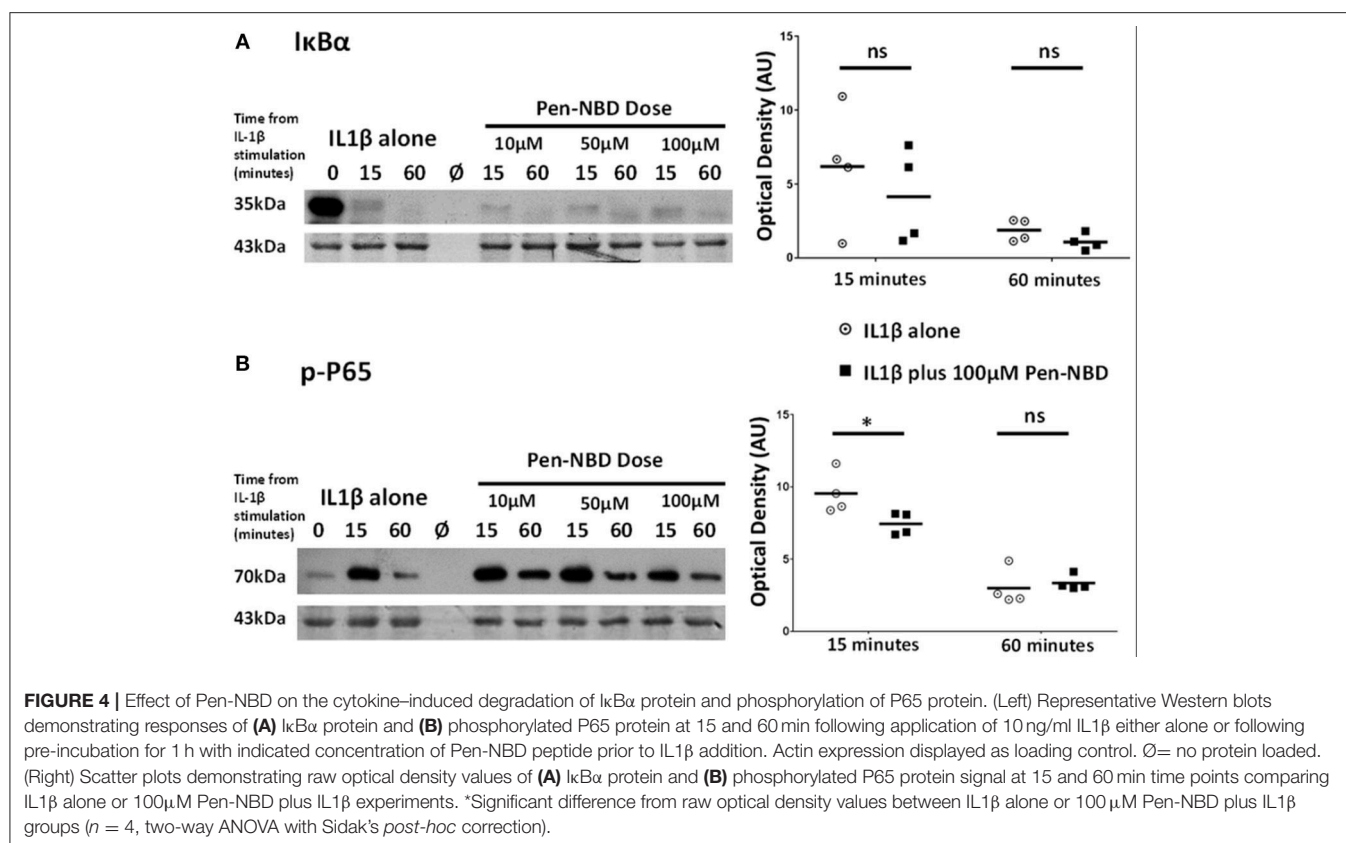 A IκBα
Pen-NBD Dose
Time from
IL-1β
stimulation
(minutes)
IL1β alone
10μM 50μM 100μM
0 15 60 Ø 15 60 15 60 15 60
35kDa
43kDa
Optical Density (AU)
15
10
5
0
ns ns
15 minutes 60 minutes
IL1β alone
IL1β plus 100μM Pen-NBD
B p-P65
Pen-NBD Dose
Time from
IL-1β
stimulation
(minutes)
IL1β alone
10μM 50μM 100μM
0 15 60 Ø 15 60 15 60 15 60
70kDa
43kDa
Optical Density (AU)
15
10
5
0
* ns
15 minutes 60 minutes
FIGURE 4 | Effect of Pen-NBD on the cytokine–induced degradation of IκBα protein and phosphorylation of P65 protein. (Left) Representative Western blots
demonstrating responses of (A) IκBα protein and (B) phosphorylated P65 protein at 15 and 60 min following application of 10 ng/ml IL1β either alone or following
pre-incubation for 1 h with indicated concentration of Pen-NBD peptide prior to IL1β addition. Actin expression displayed as loading control. Ø= no protein loaded.
(Right) Scatter plots demonstrating raw optical density values of (A) IκBα protein and (B) phosphorylated P65 protein signal at 15 and 60 min time points comparing
IL1β alone or 100μM Pen-NBD plus IL1β experiments. *Significant difference from raw optical density values between IL1β alone or 100 μM Pen-NBD plus IL1β
groups (n = 4, two-way ANOVA with Sidak's post-hoc correction).